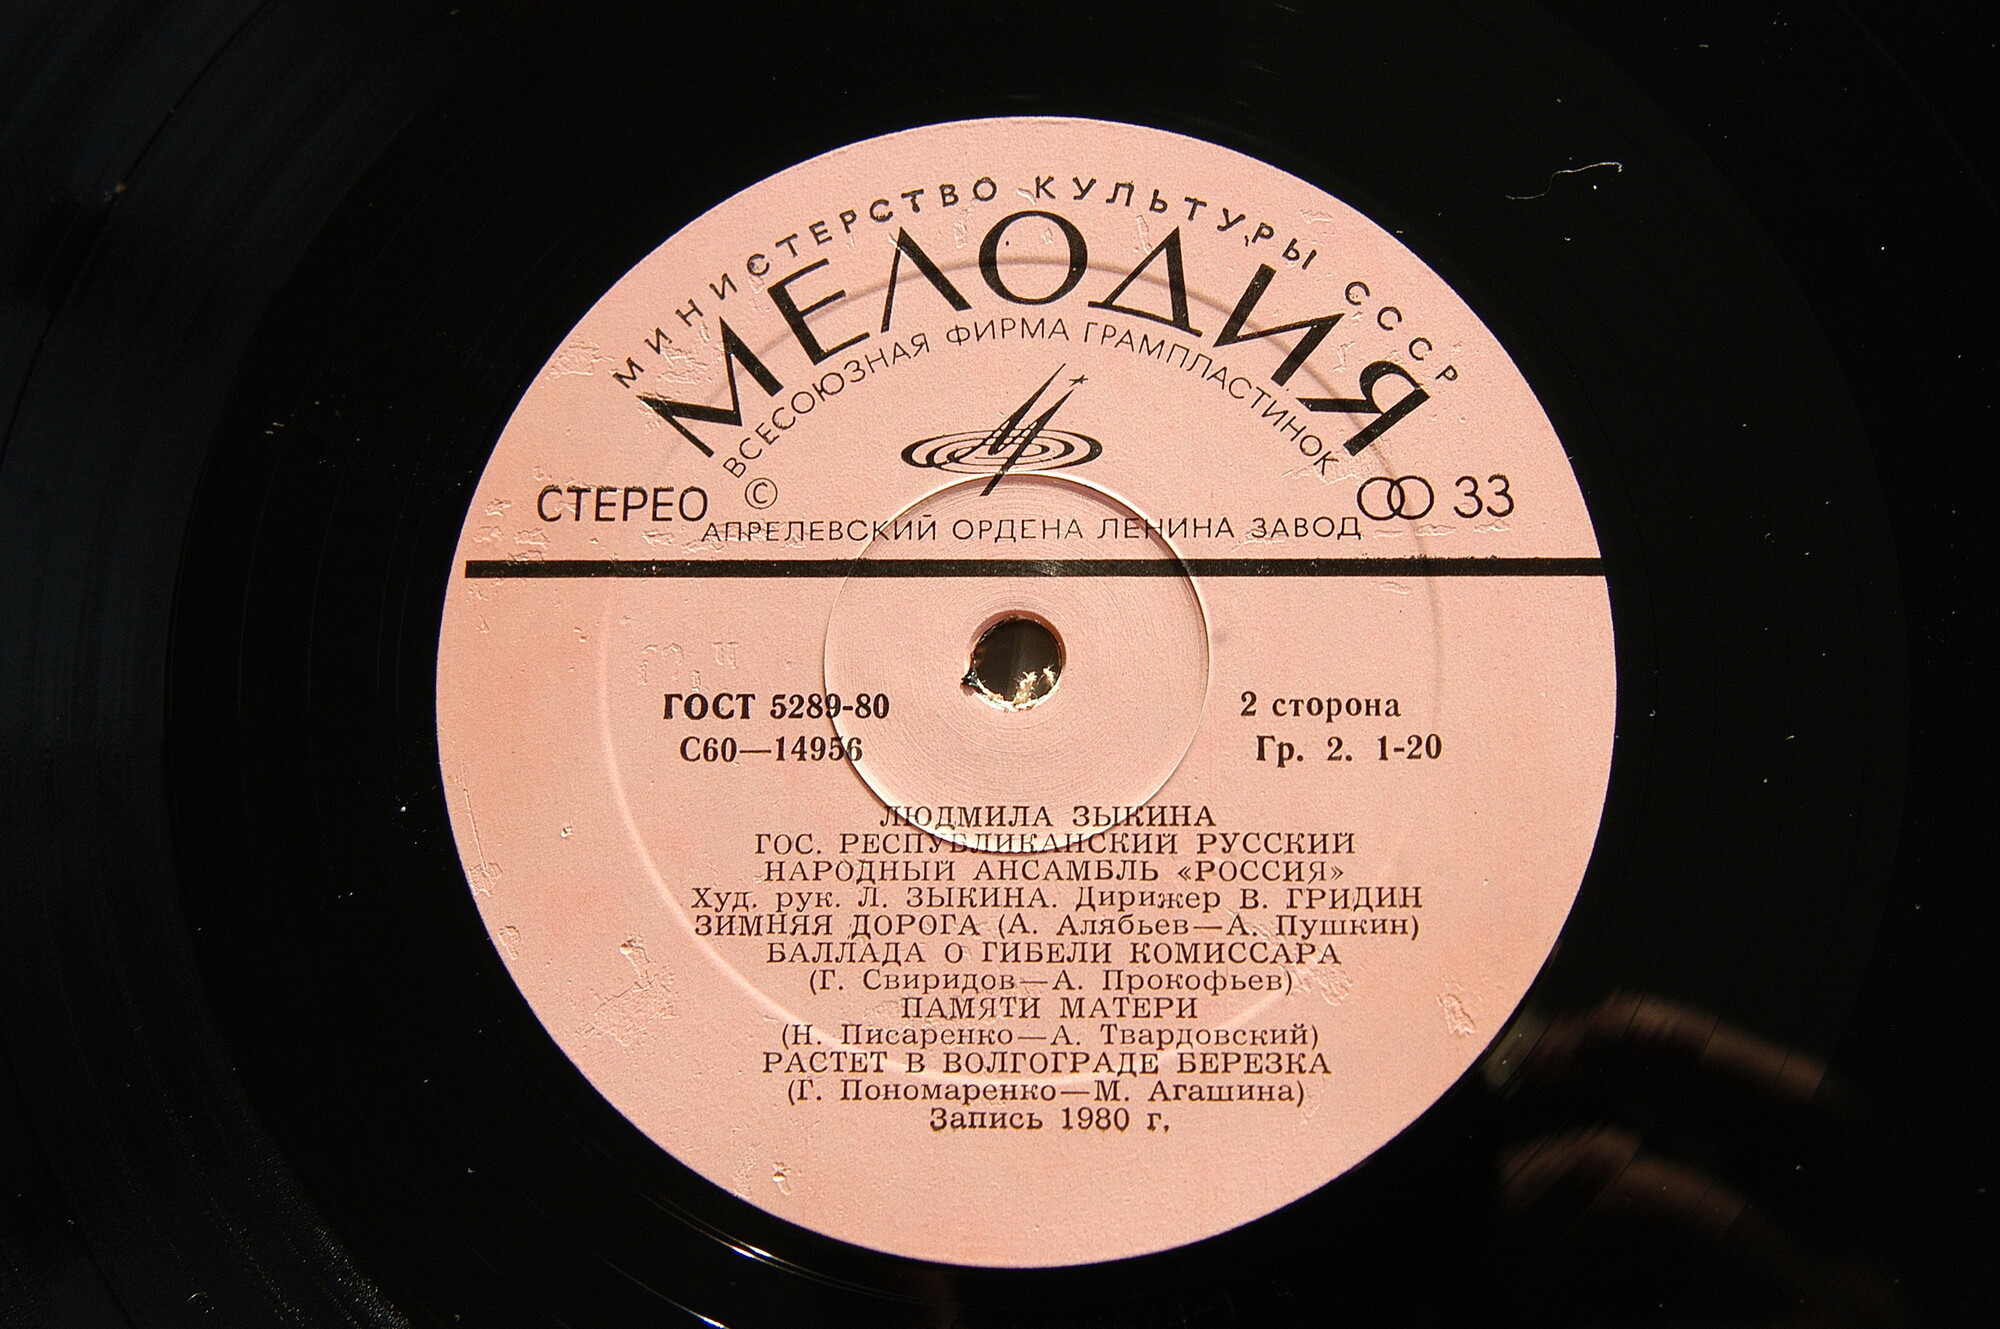 МИНИСТЕРСТВО КУЛЬТУРЫ СССР
МЕЛОДИЯ
ВСЕСОЮЗНАЯ ФИРМА ГРАМПЛАСТИНОК
СТЕРЕО © 33
АПРЕЛЕВСКИЙ ОРДЕНА ЛЕНИНА ЗАВОД
ГОСТ 5289-80 2 сторона
С60—14956 Гр. 2. 1-20
ЛЮДМИЛА ЗЫКИНА
ГОС. РЕСПУБЛИКАНСКИЙ РУССКИЙ
НАРОДНЫЙ АНСАМБЛЬ «РОССИЯ»
Худ. рук. Л. ЗЫКИНА. Дирижер В. ГРИДИН
ЗИМНЯЯ ДОРОГА (А. Алябьев—А. Пушкин)
БАЛЛАДА О ГИБЕЛИ КОМИССАРА
(Г. Свиридов—А. Прокофьев)
ПАМЯТИ МАТЕРИ
(Н. Писаренко—А. Твардовский)
РАСТЕТ В ВОЛГОГРАДЕ БЕРЕЗКА
(Г. Пономаренко—М. Агашина)
Запись 1980 г.